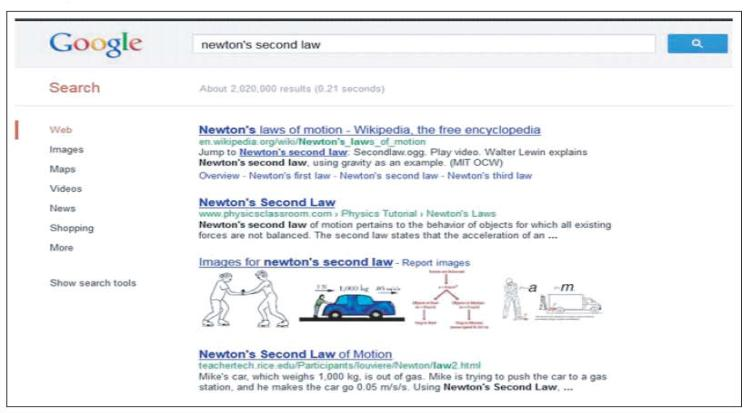 Google
newton's second law
Search
About 2,020,000 results (0.21 seconds)
Web
Images
Maps
Videos
News
Shopping
More
Show search tools
Newton's laws of motion - Wikipedia, the free encyclopedia
en.wikipedia.org/wiki/Newton's_laws_of_motion
Jump to Newton's second law: Secondlaw.ogg. Play video. Walter Lewin explains
Newton's second law, using gravity as an example. (MIT OCW)
Overview - Newton's first law - Newton's second law - Newton's third law
Newton's Second Law
www.physicsclassroom.com › Physics Tutorial › Newton's Laws
Newton's second law of motion pertains to the behavior of objects for which all existing
forces are not balanced. The second law states that the acceleration of an ...
Images for newton's second law - Report images
1,000 kg .05 m/s/s
a m
Newton's Second Law of Motion
teachertech.rice.edu/Participants/louviere/Newton/law2.html
Mike's car, which weighs 1,000 kg, is out of gas. Mike is trying to push the car to a gas
station, and he makes the car go 0.05 m/s/s. Using Newton's Second Law, ...